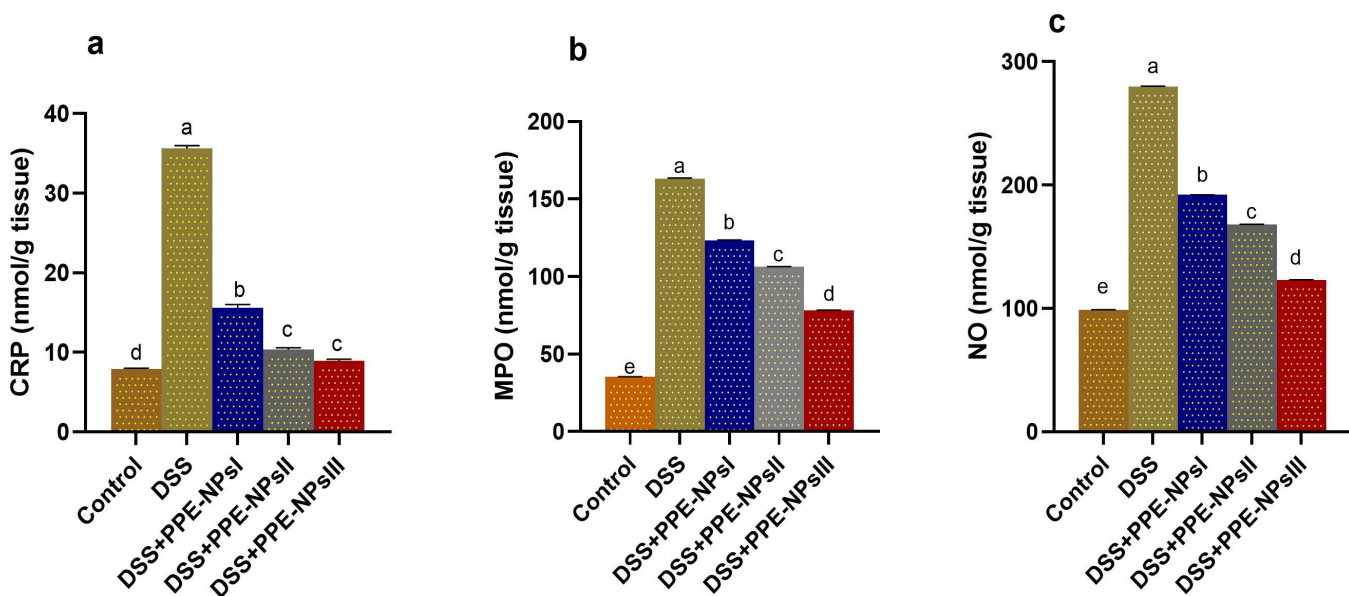 a
CRP (nmol/g tissue)
40
30
20
10
0
d
a
b
c
c
Control
DSS
DSS+PPE-NPsI
DSS+PPE-NPsII
DSS+PPE-NPsIII
b
MPO (nmol/g tissue)
200
150
100
50
0
e
a
b
c
d
Control
DSS
DSS+PPE-NPsI
DSS+PPE-NPsII
DSS+PPE-NPsIII
c
NO (nmol/g tissue)
300
200
100
0
e
a
b
c
d
Control
DSS
DSS+PPE-NPsI
DSS+PPE-NPsII
DSS+PPE-NPsIII